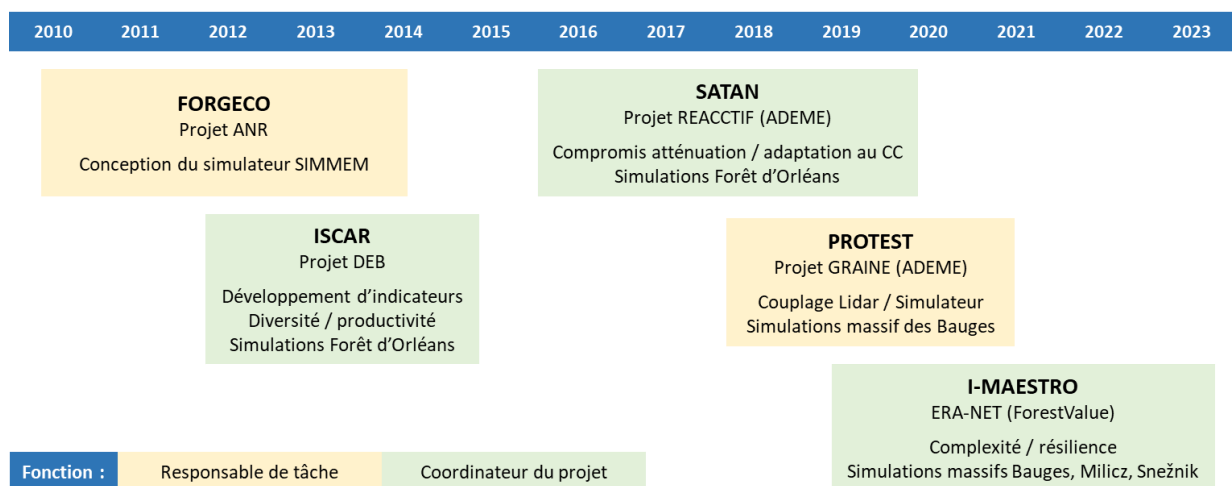 2010 2011 2012 2013 2014 2015 2016 2017 2018 2019 2020 2021 2022 2023
FORGECO
Projet ANR
Conception du simulateur SIMMEM
SATAN
Projet REACCTIF (ADEME)
Compromis atténuation / adaptation au CC
Simulations Forêt d'Orléans
ISCAR
Projet DEB
Développement d'indicateurs
Diversité / productivité
Simulations Forêt d'Orléans
PROTEST
Projet GRAINE (ADEME)
Couplage Lidar / Simulateur
Simulations massif des Bauges
I-MAESTRO
ERA-NET (ForestValue)
Complexité / résilience
Simulations massifs Bauges, Milicz, Snežnik
Fonction : Responsable de tâche Coordinateur du projet